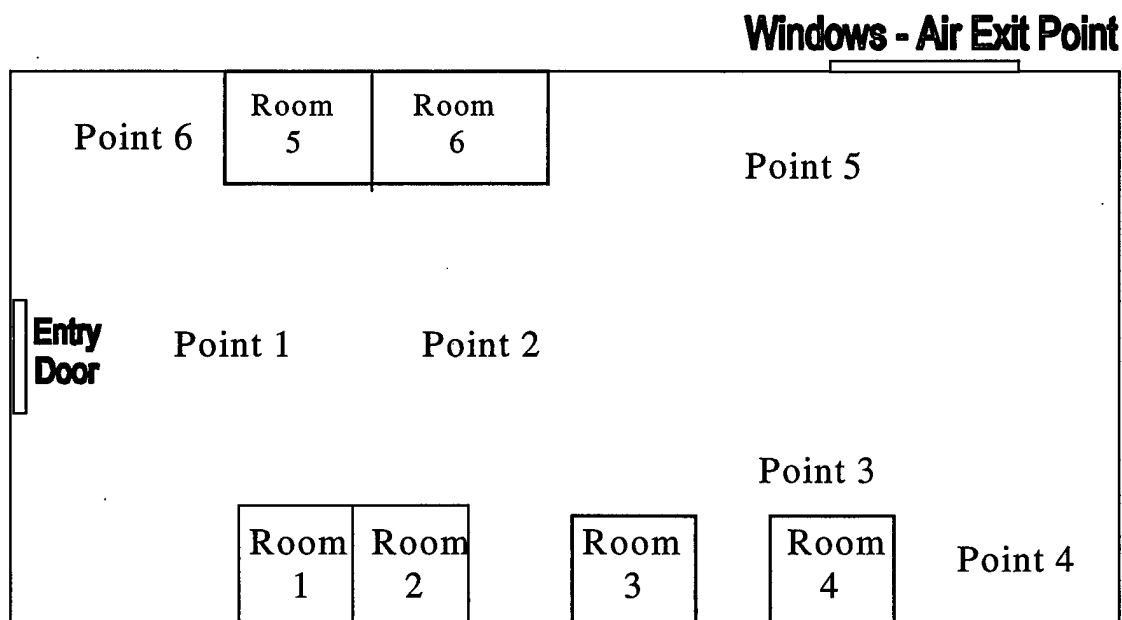 Windows - Air Exit Point
Room
5
Room
6
Point 6
Point 5
Entry
Door
Point 1
Point 2
Point 3
Room
1
Room
2
Room
3
Room
4
Point 4